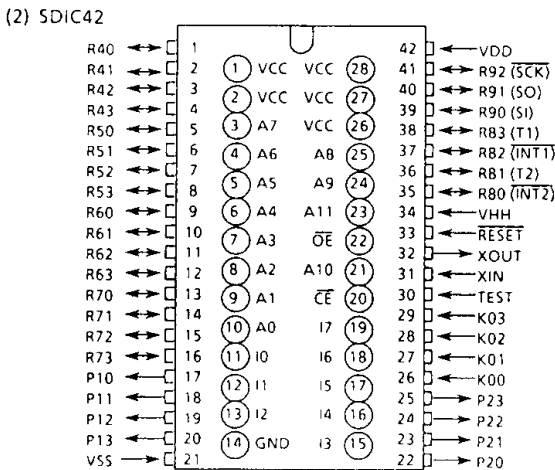 (2) SDIC42
R40 1 42 VDD
R41 2 1 VCC VCC 28 41 R92 (SCK)
R42 3 40 R91 (SO)
R43 4 2 VCC VCC 27 39 R90 (SI)
R50 5 3 A7 VCC 26 38 R83 (T1)
R51 6 4 A6 A8 25 37 R82 (INT1)
R52 7 36 R81 (T2)
R53 8 5 A5 A9 24 35 R80 (INT2)
R60 9 6 A4 A11 23 34 VHH
R61 10 7 A3 OE 22 33 RESET
R62 11 32 XOUT
R63 12 8 A2 A10 21 31 XIN
R70 13 9 A1 CE 20 30 TEST
R71 14 29 K03
R72 15 10 A0 I7 19 28 K02
R73 16 11 I0 I6 18 27 K01
P10 17 26 K00
P11 18 12 I1 I5 17 25 P23
P12 19 13 I2 I4 16 24 P22
P13 20 14 GND I3 15 23 P21
VSS 21 22 P20